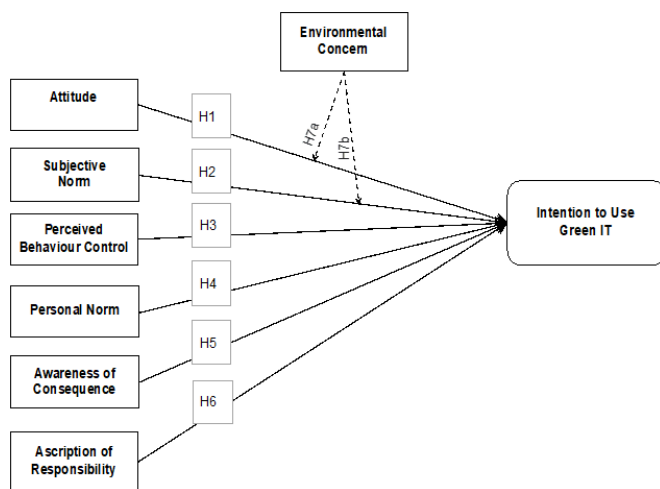 Environmental
Concern
Attitude
H1
H7a
H7b
Subjective
Norm
H2
Perceived
Behaviour Control
H3
Intention to Use
Green IT
Personal Norm
H4
H5
Awareness of
Consequence
H6
Ascription of
Responsibility